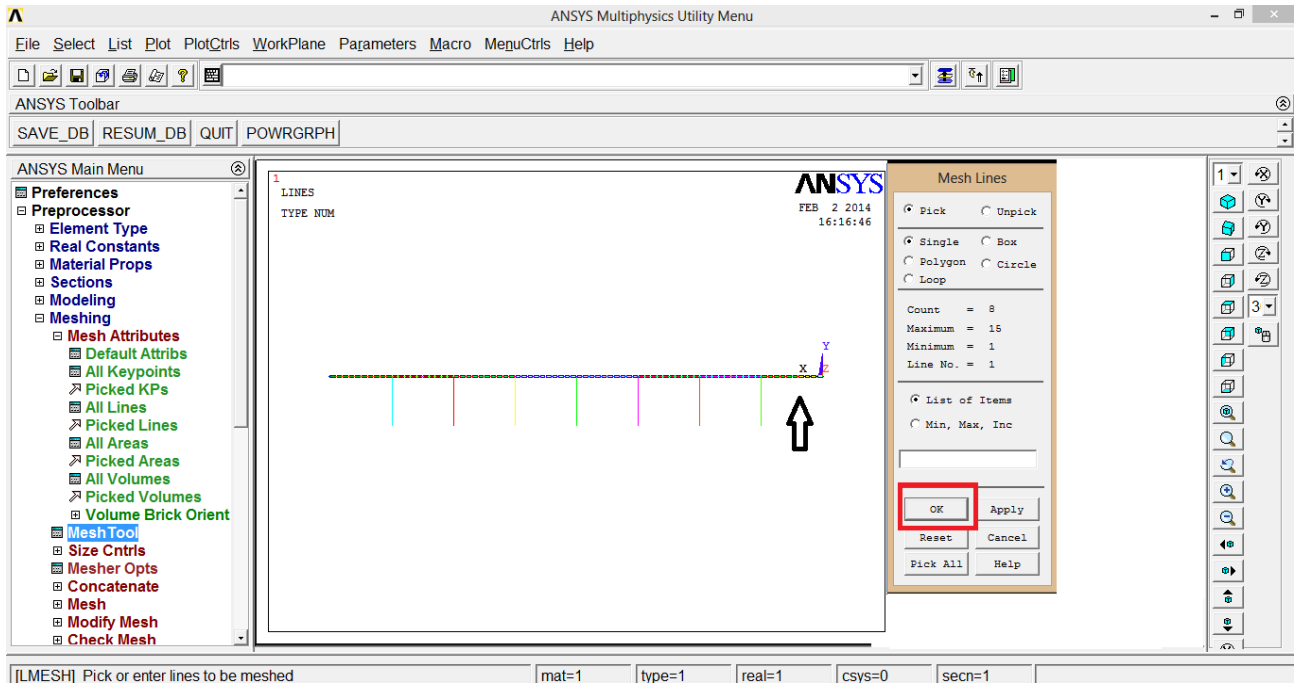 ANSYS Multiphysics Utility Menu
File Select List Plot PlotCtrls WorkPlane Parameters Macro MenuCtrls Help
ANSYS Toolbar
SAVE_DB RESUM_DB QUIT POWRGRPH
ANSYS Main Menu
Preferences
Preprocessor
Element Type
Real Constants
Material Props
Sections
Modeling
Meshing
Mesh Attributes
Default Attribs
All Keypoints
Picked KPs
All Lines
Picked Lines
All Areas
Picked Areas
All Volumes
Picked Volumes
Volume Brick Orient
MeshTool
Size Cntrls
Mesher Opts
Concatenate
Mesh
Modify Mesh
Check Mesh
1
LINES
TYPE NUM
ANSYS
FEB 2 2014
16:16:46
Y
X Z
Mesh Lines
Pick Unpick
Single Box
Polygon Circle
Loop
Count = 8
Maximum = 15
Minimum = 1
Line No. = 1
List of Items
Min, Max, Inc
OK Apply
Reset Cancel
Pick All Help
1
3
[LMESH] Pick or enter lines to be meshed mat=1 type=1 real=1 csys=0 secn=1